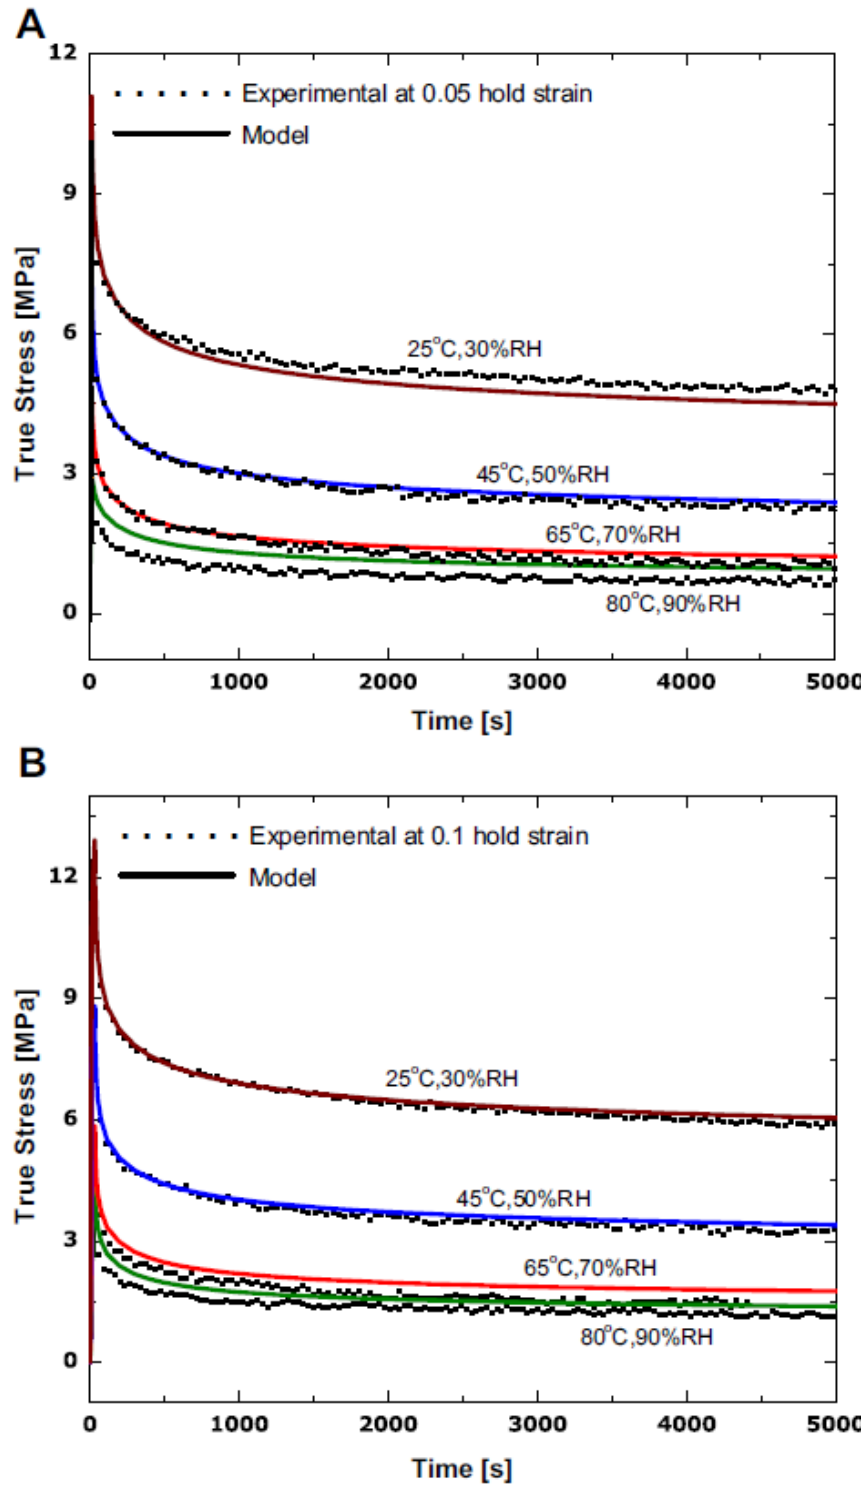 A
12
Experimental at 0.05 hold strain
Model
9
True Stress [MPa]
6
25°C,30%RH
3
45°C,50%RH
65°C,70%RH
0
80°C,90%RH
0 1000 2000 3000 4000 5000
Time [s]
B
Experimental at 0.1 hold strain
Model
12
9
True Stress [MPa]
25°C,30%RH
6
45°C,50%RH
3
65°C,70%RH
80°C,90%RH
0
0 1000 2000 3000 4000 5000
Time [s]